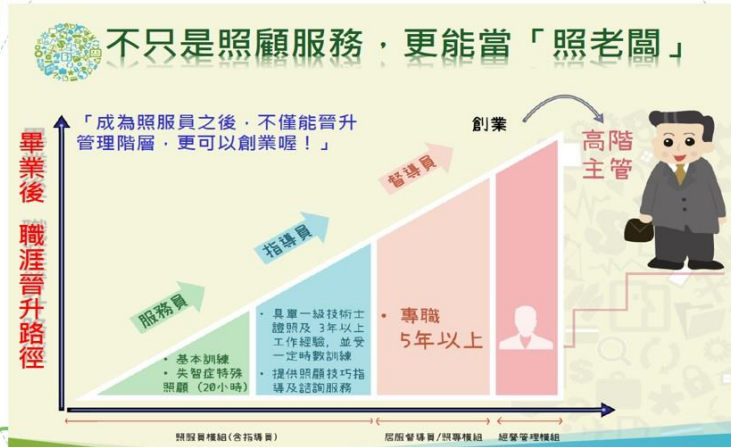 不只是照顧服務，更能當「照老闆」
「成為照服員之後，不僅能晉升
管理階層，更可以創業喔！」
畢業後 職涯晉升路徑
創業
高階
主管
督導員
指導員
服務員
• 基本訓練
• 失智症特殊
照顧（20小時）
• 具單一級技術士
證照及 3年以上
工作經驗，並受
一定時數訓練
• 提供照顧技巧指
導及諮詢服務
• 專職
5年以上
照服員模組(含指導員)
居服督導員/照專模組
經營管理模組